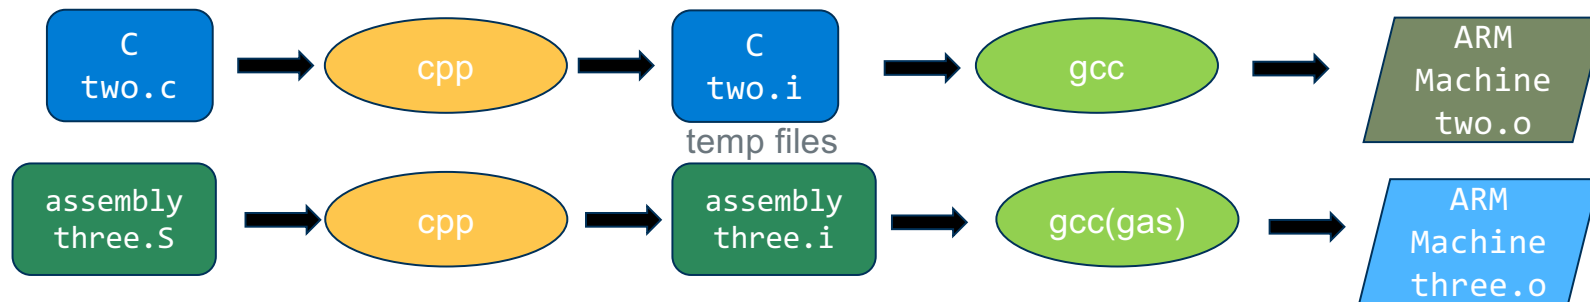 C
two.c
cpp
C
two.i
gcc
ARM
Machine
two.o
temp files
assembly
three.S
cpp
assembly
three.i
gcc(gas)
ARM
Machine
three.o